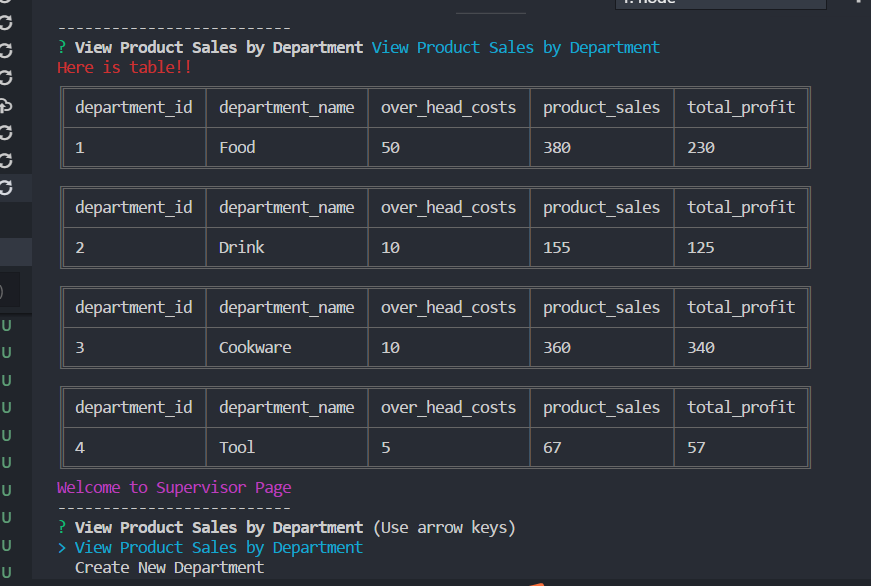 --------------------------
? View Product Sales by Department View Product Sales by Department
Here is table!!
department_id department_name over_head_costs product_sales total_profit
1 Food 50 380 230
department_id department_name over_head_costs product_sales total_profit
2 Drink 10 155 125
department_id department_name over_head_costs product_sales total_profit
3 Cookware 10 360 340
department_id department_name over_head_costs product_sales total_profit
4 Tool 5 67 57
Welcome to Supervisor Page
--------------------------
? View Product Sales by Department (Use arrow keys)
> View Product Sales by Department
Create New Department
U
U
U
U
U
U
U
U
U
U